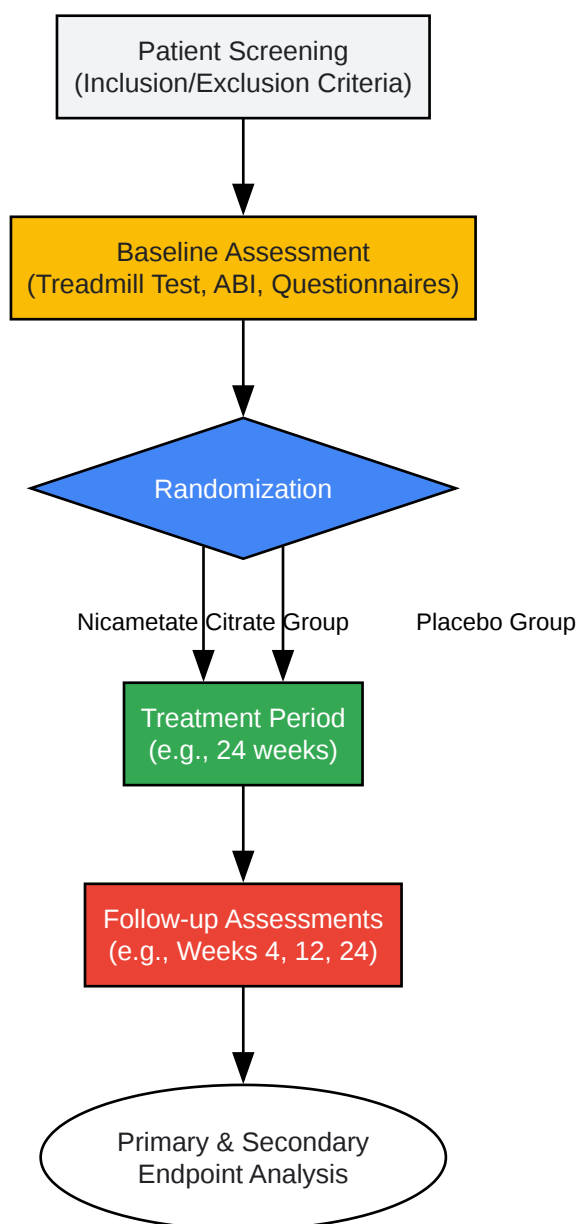 Patient Screening
(Inclusion/Exclusion Criteria)
Baseline Assessment
(Treadmill Test, ABI, Questionnaires)
Randomization
Nicametate Citrate Group
Placebo Group
Treatment Period
(e.g., 24 weeks)
Follow-up Assessments
(e.g., Weeks 4, 12, 24)
Primary & Secondary
Endpoint Analysis